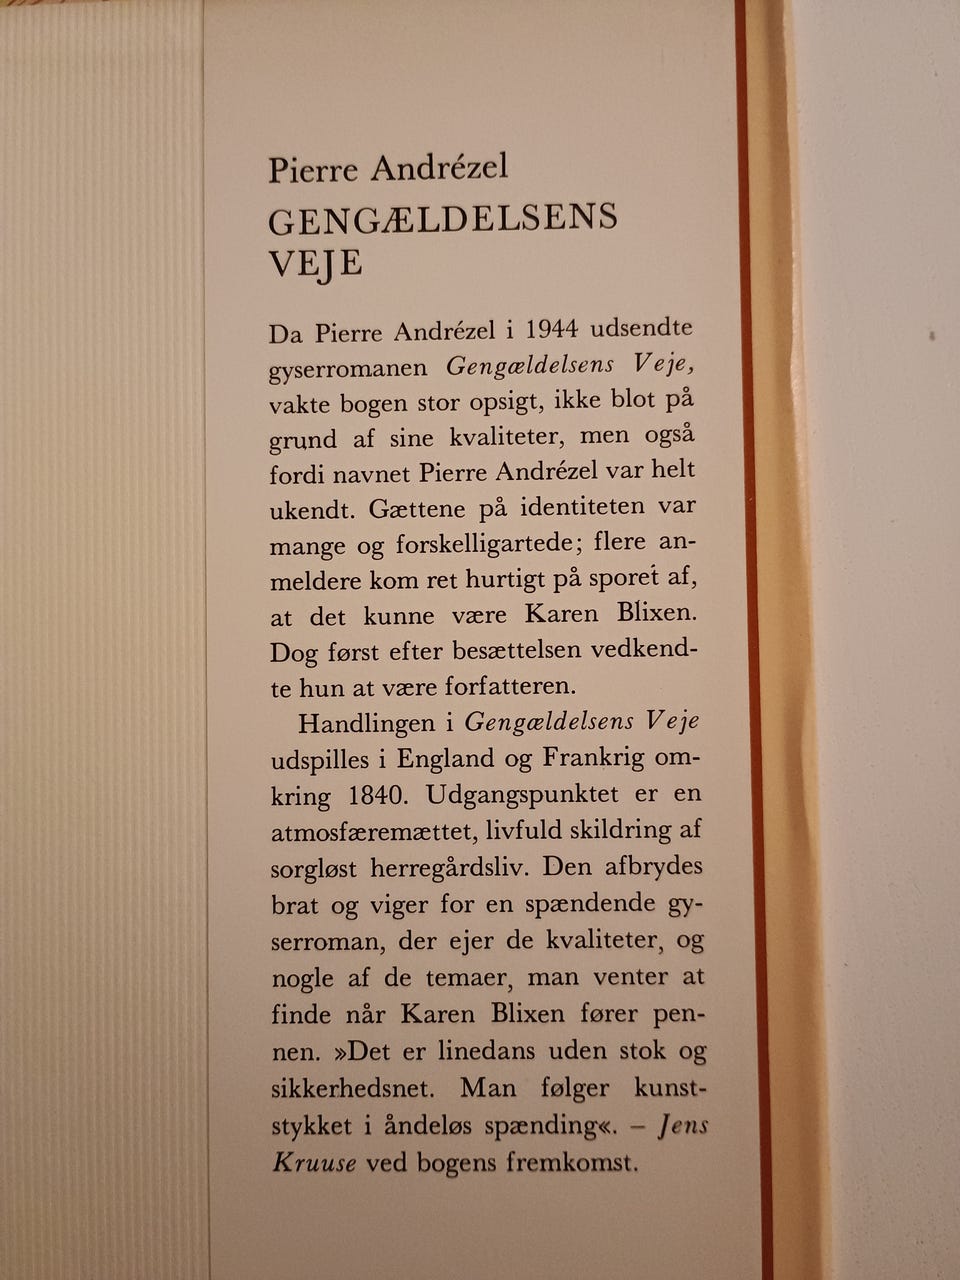 Pierre Andrézel
GENGÆLDELSENS
VEJE
Da Pierre Andrézel i 1944 udsendte
gyserromanen Gengældelsens Veje,
vakte bogen stor opsigt, ikke blot på
grund af sine kvaliteter, men også
fordi navnet Pierre Andrézel var helt
ukendt. Gættene på identiteten var
mange og forskelligartede; flere an-
meldere kom ret hurtigt på sporet af,
at det kunne være Karen Blixen.
Dog først efter besættelsen vedkend-
te hun at være forfatteren.
Handlingen i Gengældelsens Veje
udspilles i England og Frankrig om-
kring 1840. Udgangspunktet er en
atmosfæremættet, livfuld skildring af
sorgløst herregårdsliv. Den afbrydes
brat og viger for en spændende gy-
serroman, der ejer de kvaliteter, og
nogle af de temaer, man venter at
finde når Karen Blixen fører pen-
nen. »Det er linedans uden stok og
sikkerhedsnet. Man følger kunst-
stykket i åndeløs spænding«. – Jens
Kruuse ved bogens fremkomst.